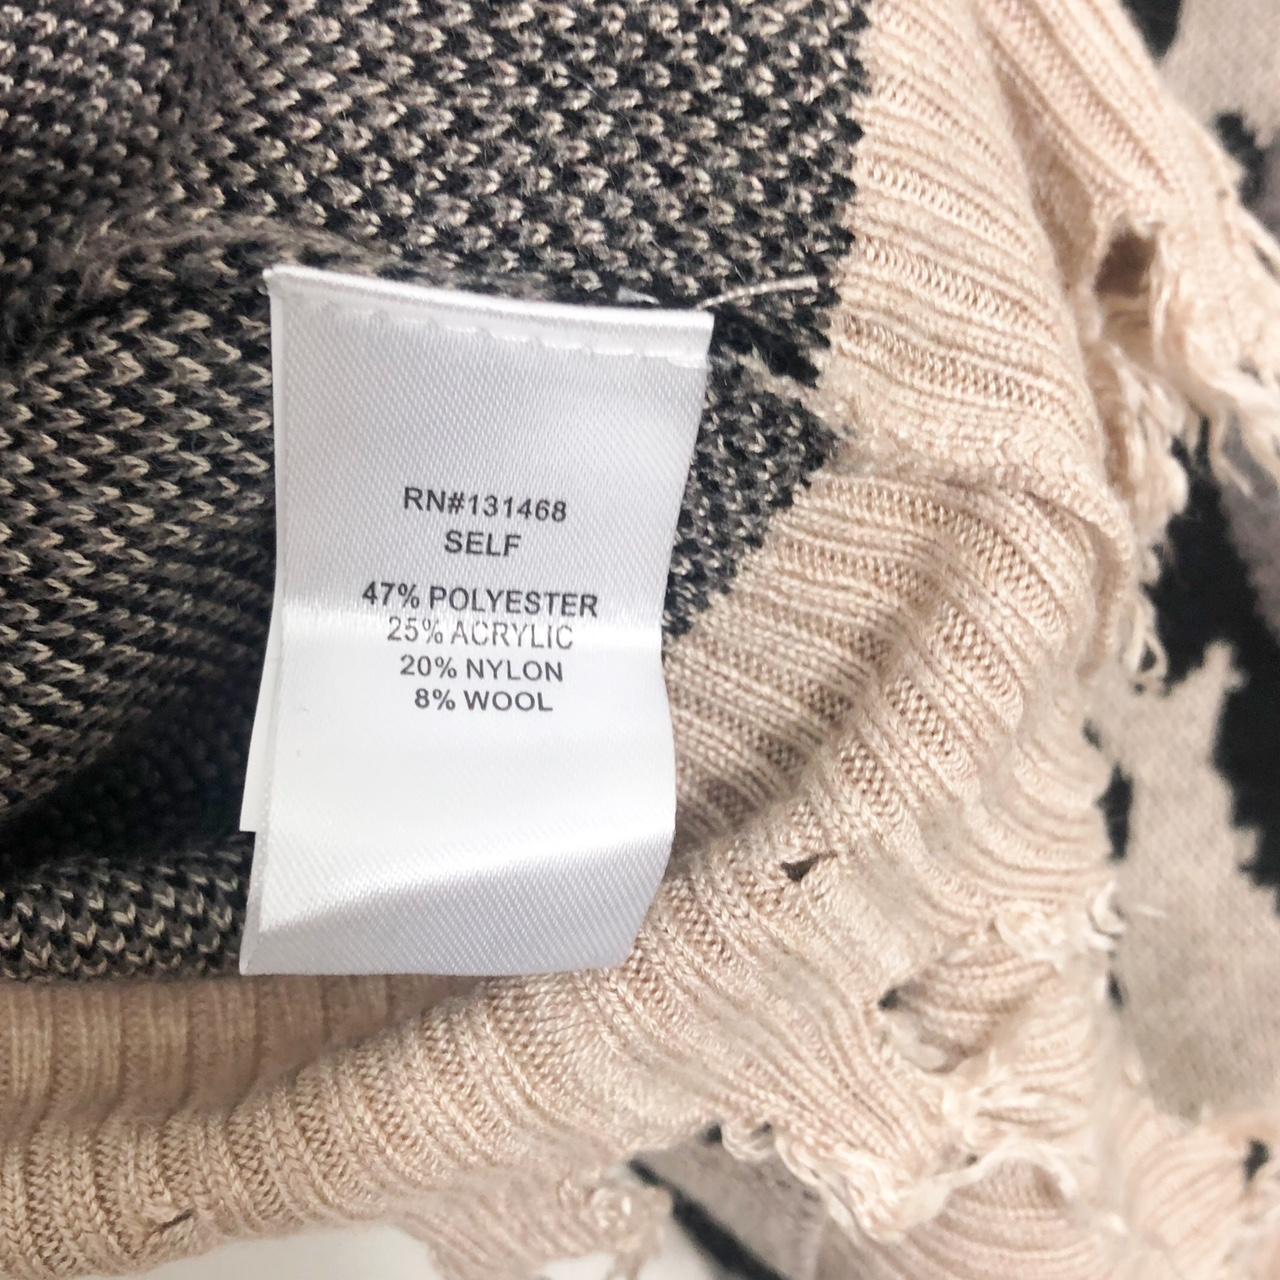 RN#131468
SELF
47% POLYESTER
25% ACRYLIC
20% NYLON
8% WOOL